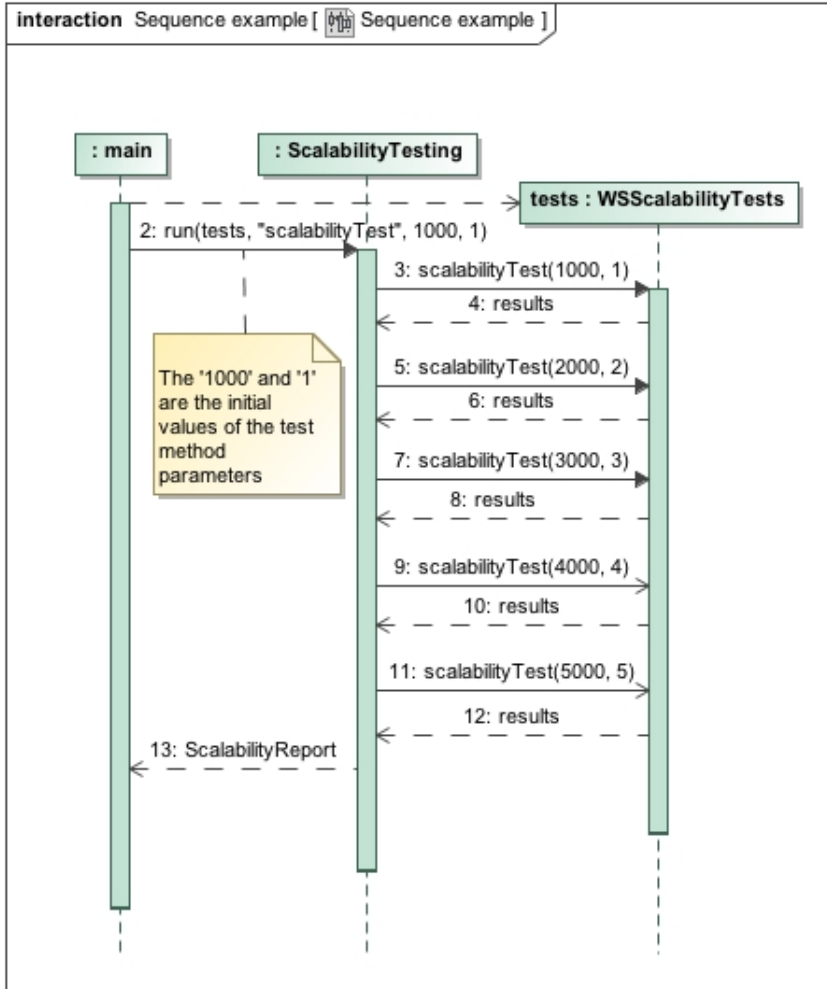 interaction Sequence example [ Sequence example ]
: main
: ScalabilityTesting
tests : WSScalabilityTests
2: run(tests, "scalabilityTest", 1000, 1)
3: scalabilityTest(1000, 1)
4: results
The '1000' and '1'
are the initial
values of the test
method
parameters
5: scalabilityTest(2000, 2)
6: results
7: scalabilityTest(3000, 3)
8: results
9: scalabilityTest(4000, 4)
10: results
11: scalabilityTest(5000, 5)
12: results
13: ScalabilityReport